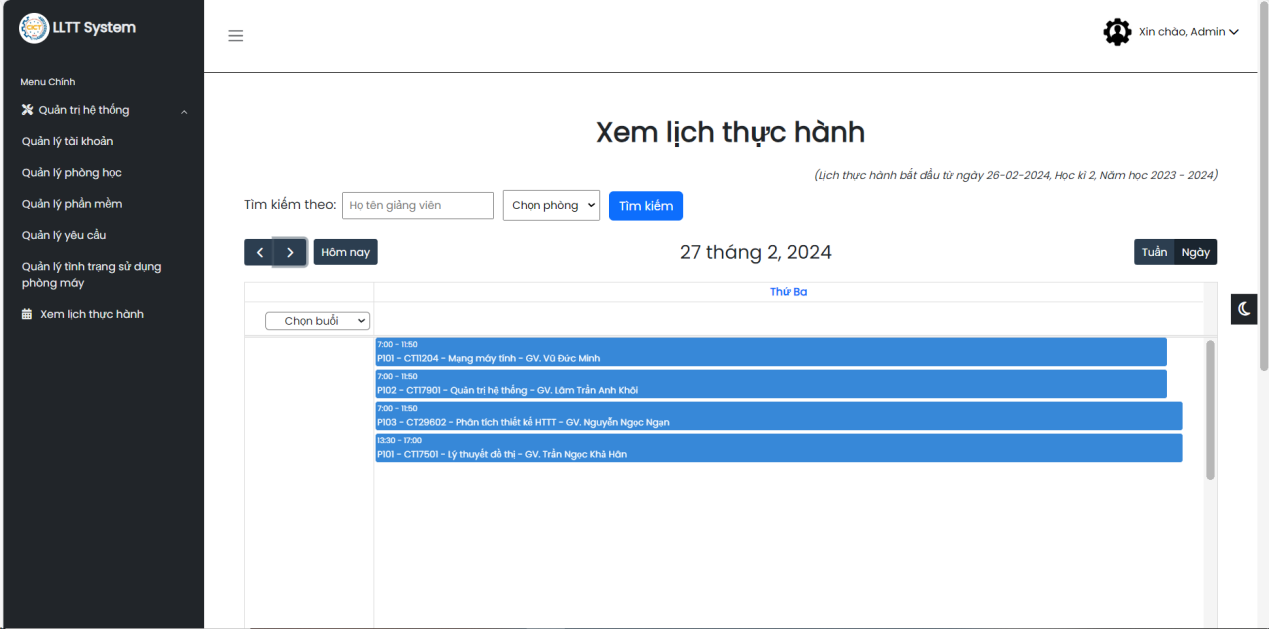 LLTT System
Xin chào, Admin
Menu Chính
Quản trị hệ thống
Quản lý tài khoản
Quản lý phòng học
Quản lý phần mềm
Quản lý yêu cầu
Quản lý tình trạng sử dụng
phòng máy
Xem lịch thực hành
Xem lịch thực hành
(Lịch thực hành bắt đầu từ ngày 26-02-2024, Học kì 2, Năm học 2023 - 2024)
Tìm kiếm theo: Họ tên giảng viên Chọn phòng Tìm kiếm
Hôm nay 27 tháng 2, 2024 Tuần Ngày
Thứ Ba
Chọn buổi
7:00 - 11:50
P101 - CT11204 - Mạng máy tính - GV. Vũ Đức Minh
7:00 - 11:50
P102 - CT17901 - Quản trị hệ thống - GV. Lâm Trần Anh Khôi
7:00 - 11:50
P103 - CT29602 - Phân tích thiết kế HTTT - GV. Nguyễn Ngọc Ngạn
13:30 - 17:00
P101 - CT17501 - Lý thuyết đồ thị - GV. Trần Ngọc Khả Hân